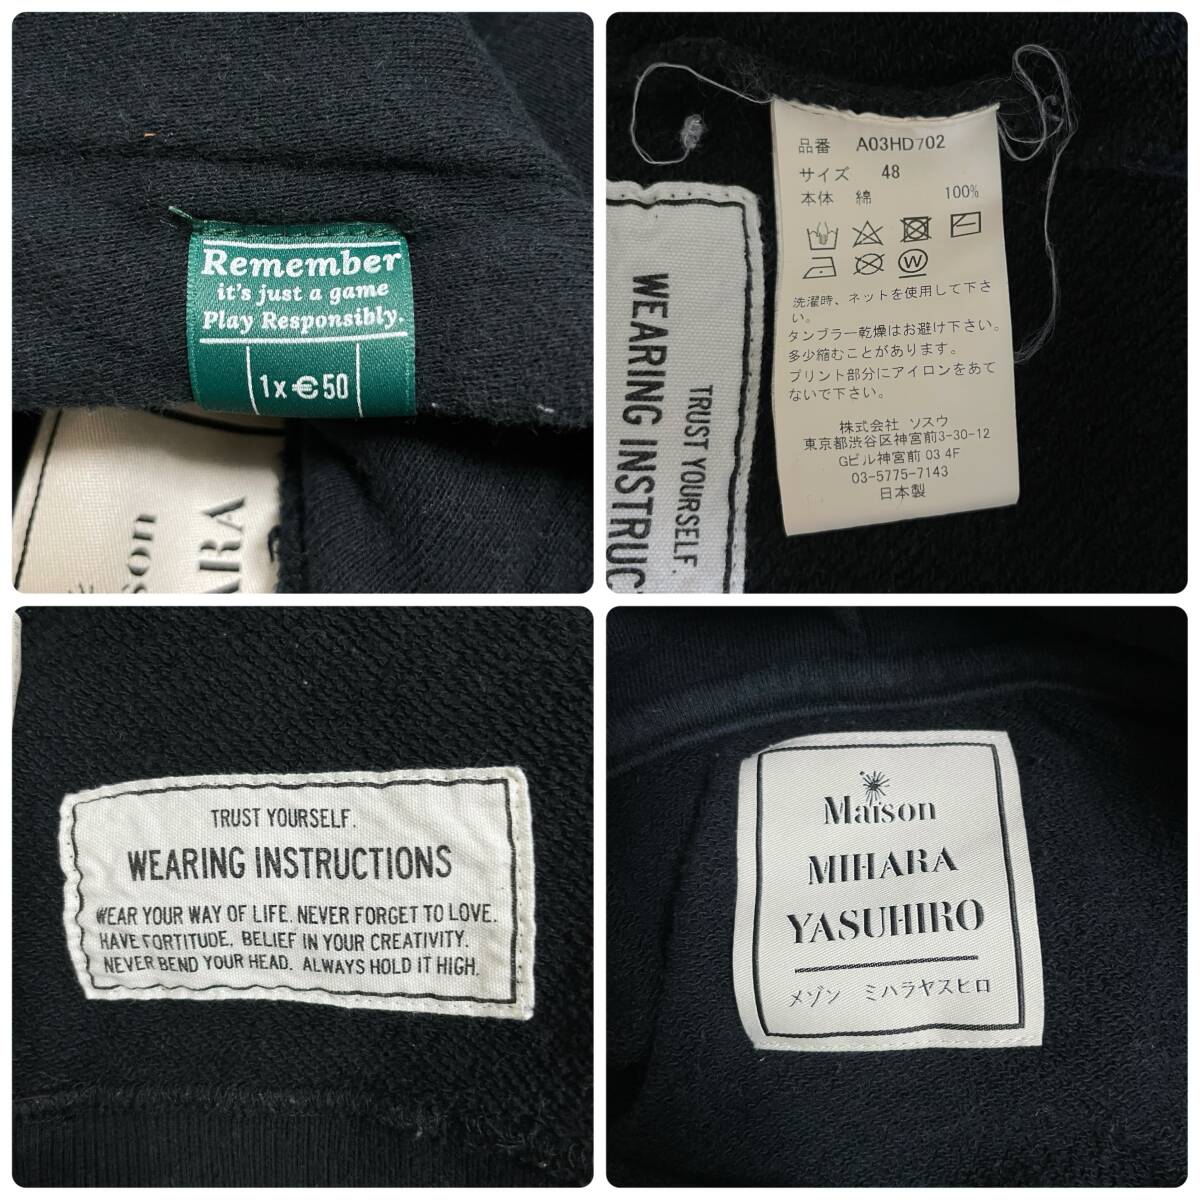 Remember
it's just a game
Play Responsibly.
1x€50
son
ARA
品番 A03HD702
サイズ 48
本体 綿 100%
W
洗濯時、ネットを使用して下さ
い。
タンブラー乾燥はお避け下さい。
多少縮むことがあります。
プリント部分にアイロンをあて
ないで下さい。
株式会社 ソスウ
東京都渋谷区神宮前3-30-12
Gビル神宮前 03 4F
03-5775-7143
日本製
TRUST YOURSELF.
WEARING INSTRUC
TRUST YOURSELF.
WEARING INSTRUCTIONS
WEAR YOUR WAY OF LIFE. NEVER FORGET TO LOVE.
HAVE FORTITUDE, BELIEF IN YOUR CREATIVITY.
NEVER BEND YOUR HEAD. ALWAYS HOLD IT HIGH.
Maison
MIHARA
YASUHIRO
メゾン ミハラヤスヒロ